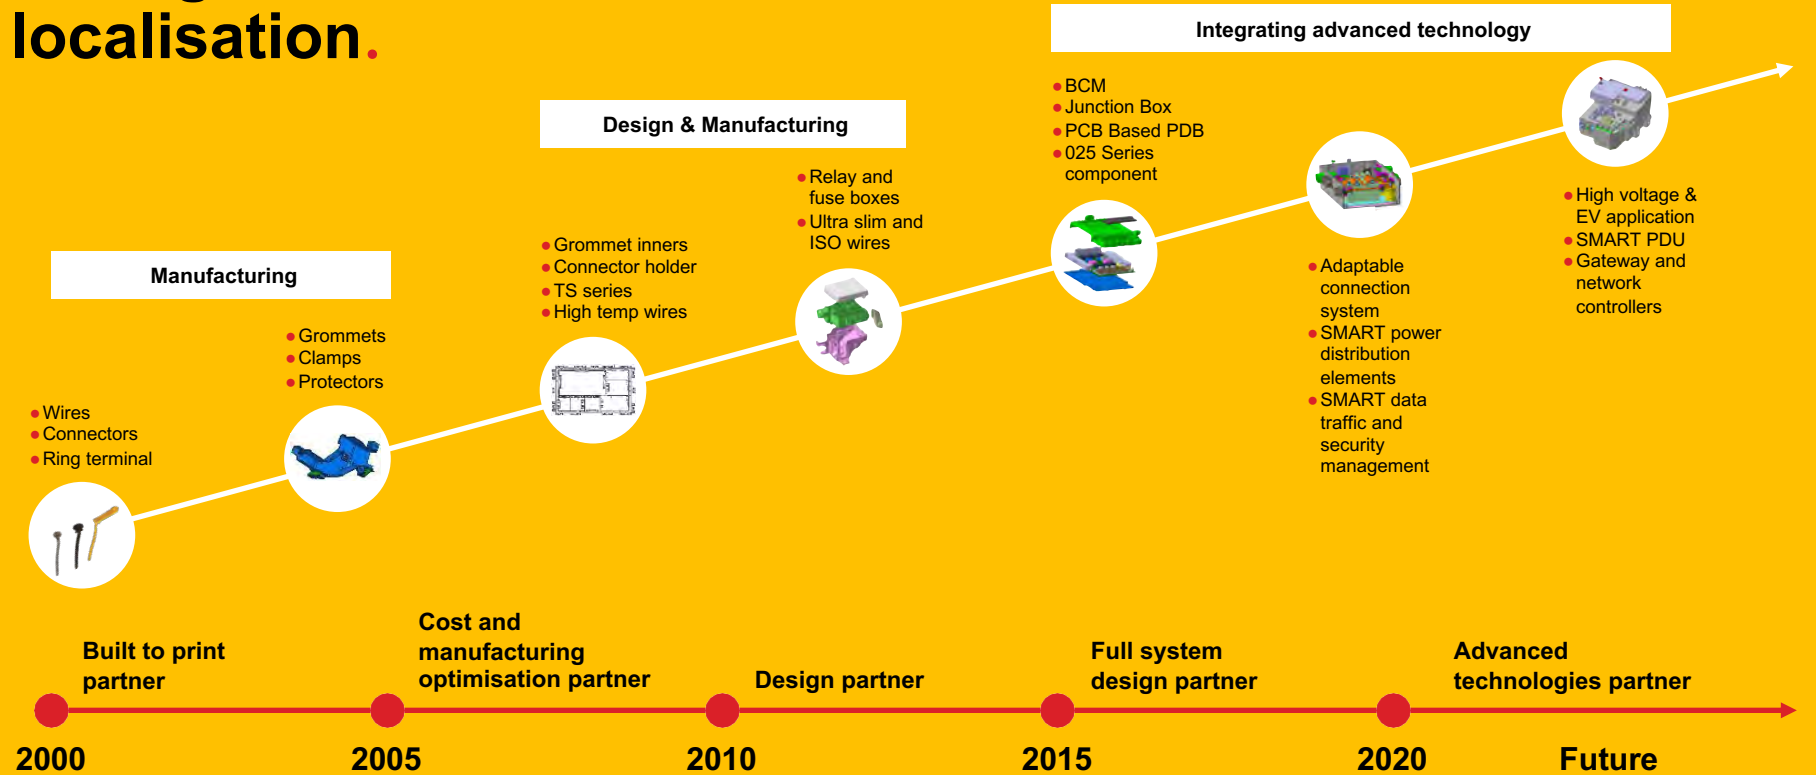 localisation.
Integrating advanced technology
• BCM
• Junction Box
• PCB Based PDB
• 025 Series
component
Design & Manufacturing
• Relay and
fuse boxes
• Ultra slim and
ISO wires
• High voltage &
EV application
• SMART PDU
• Gateway and
network
controllers
• Grommet inners
• Connector holder
• TS series
• High temp wires
Manufacturing
• Adaptable
connection
system
• SMART power
distribution
elements
• SMART data
traffic and
security
management
• Grommets
• Clamps
• Protectors
• Wires
• Connectors
• Ring terminal
Built to print
partner
Cost and
manufacturing
optimisation partner
Design partner
Full system
design partner
Advanced
technologies partner
2000
2005
2010
2015
2020
Future